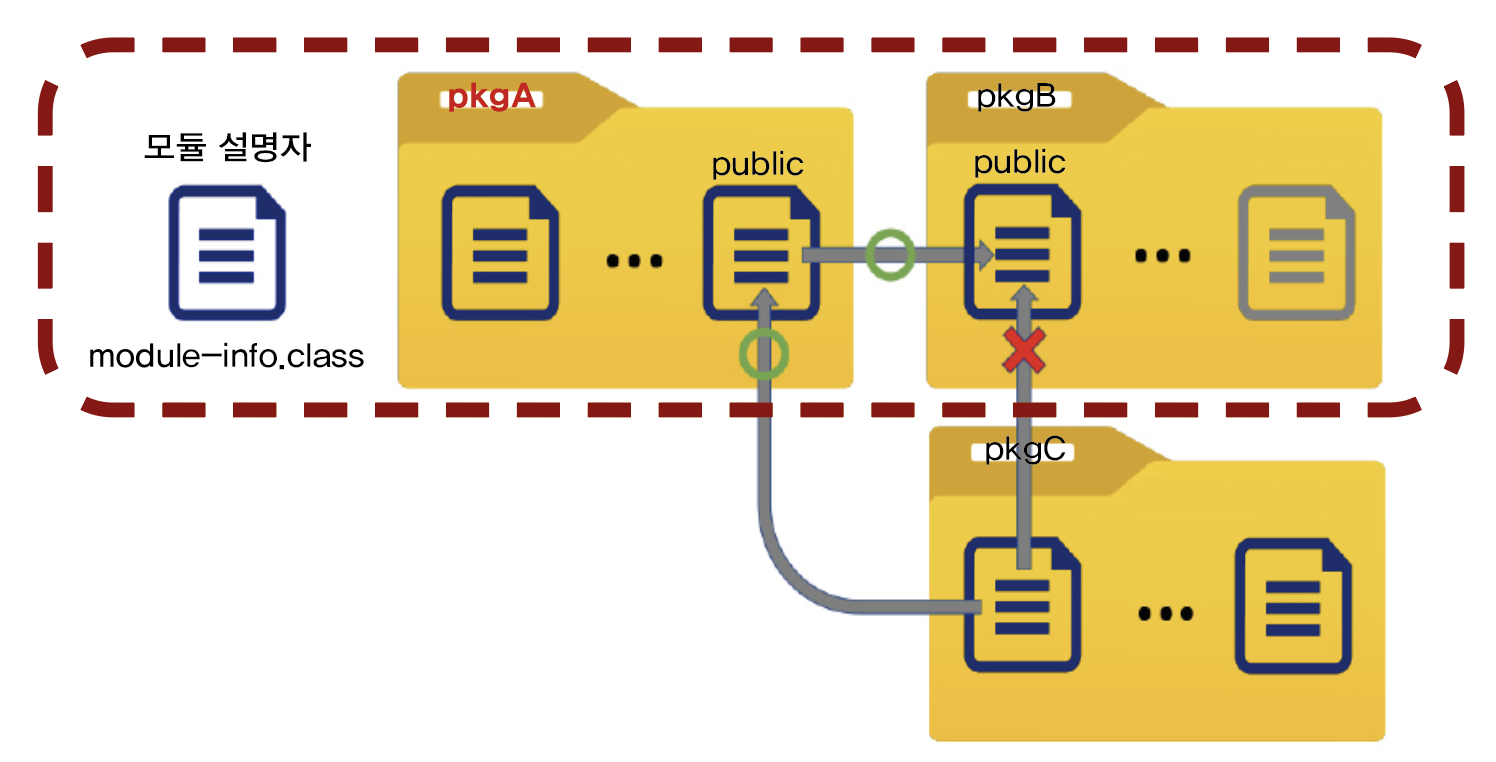 pkgA
pkgB
모듈 설명자
public
public
module-info.class
pkgC